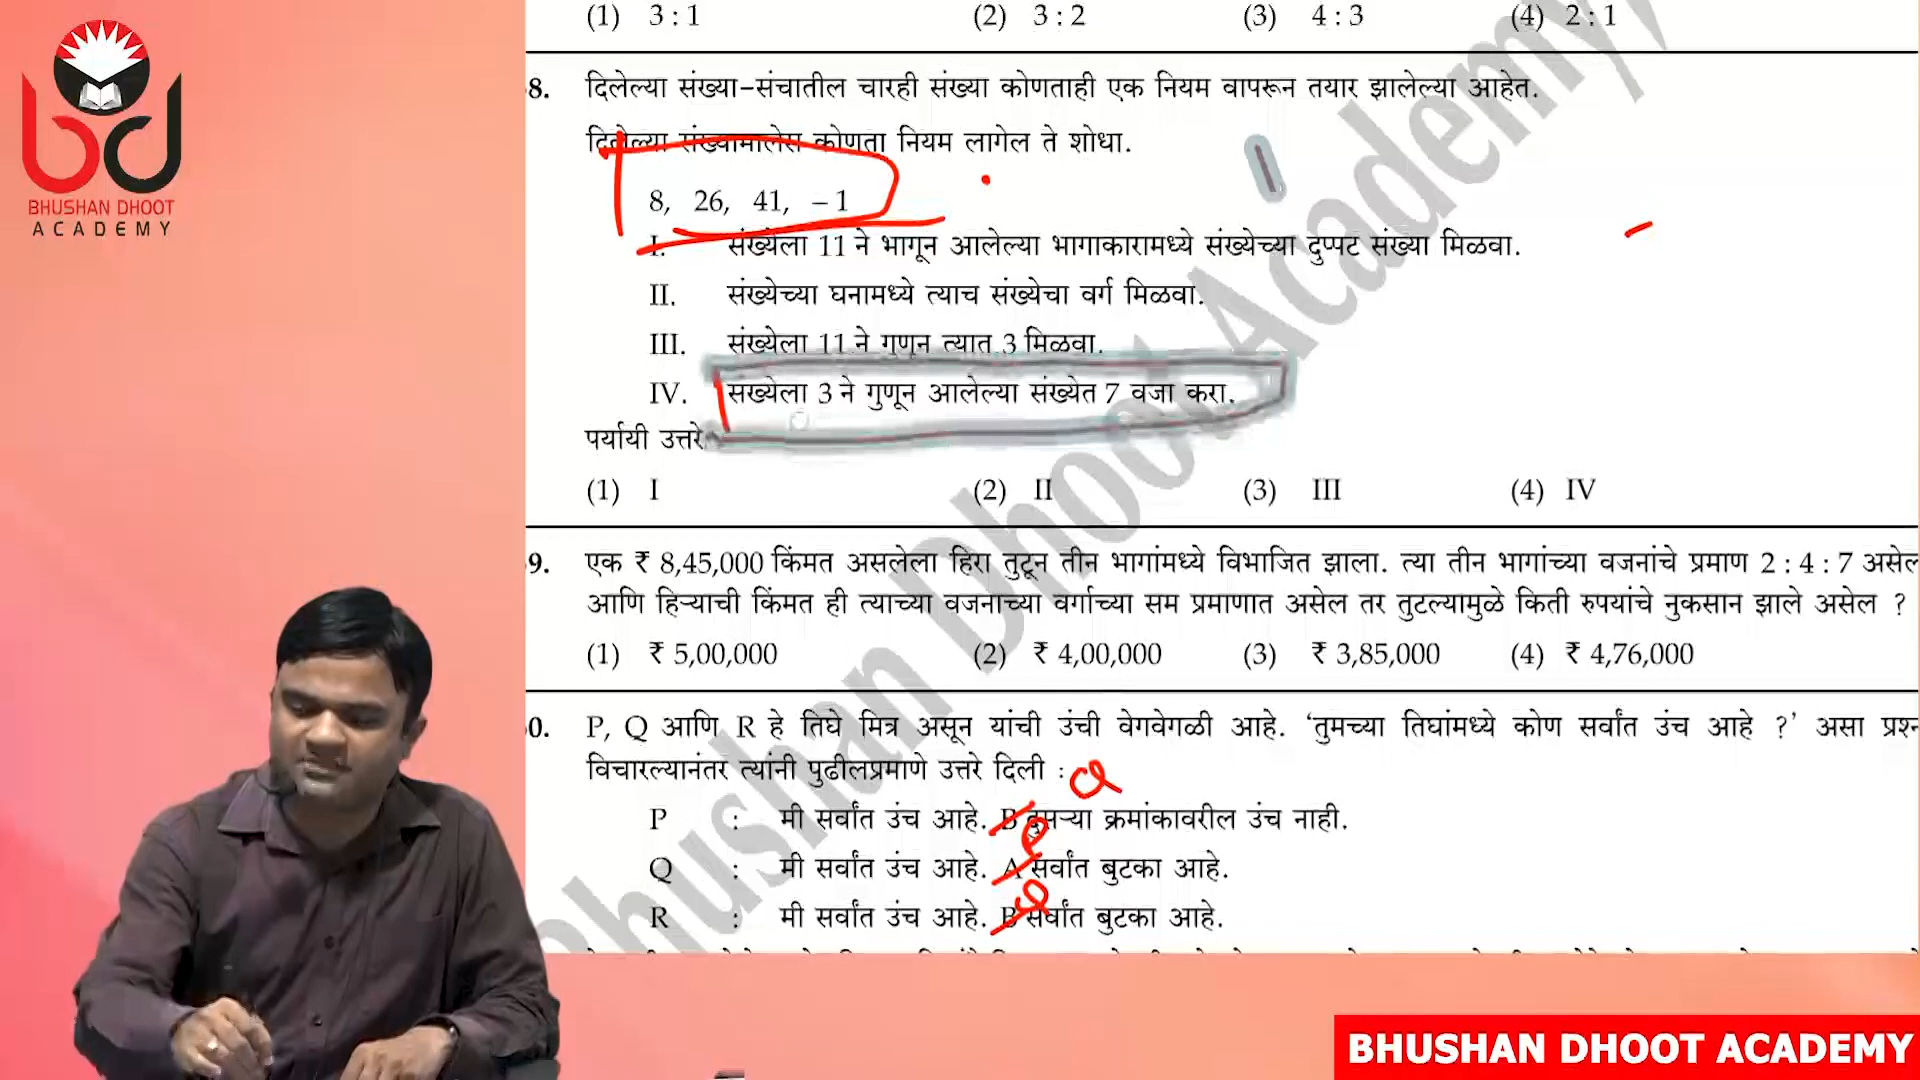 BHUSHAN DHOOT
ACADEMY
(1) 3 : 1 (2) 3 : 2 (3) 4 : 3 (4) 2 : 1
8. दिलेल्या संख्या-संचातील चारही संख्या कोणताही एक नियम वापरून तयार झालेल्या आहेत.
दिलेल्या संख्यामालेस कोणता नियम लागेल ते शोधा.
8, 26, 41, – 1
I. संख्येला 11 ने भागून आलेल्या भागाकारामध्ये संख्येच्या दुप्पट संख्या मिळवा.
II. संख्येच्या घनामध्ये त्याच संख्येचा वर्ग मिळवा.
III. संख्येला 11 ने गुणून त्यात 3 मिळवा.
IV. संख्येला 3 ने गुणून आलेल्या संख्येत 7 वजा करा.
पर्यायी उत्तरे
(1) I (2) II (3) III (4) IV
9. एक ₹ 8,45,000 किंमत असलेला हिरा तुटून तीन भागांमध्ये विभाजित झाला. त्या तीन भागांच्या वजनांचे प्रमाण 2 : 4 : 7 असेल
आणि हिऱ्याची किंमत ही त्याच्या वजनाच्या वर्गाच्या सम प्रमाणात असेल तर तुटल्यामुळे किती रुपयांचे नुकसान झाले असेल ?
(1) ₹ 5,00,000 (2) ₹ 4,00,000 (3) ₹ 3,85,000 (4) ₹ 4,76,000
0. P, Q आणि R हे तिघे मित्र असून यांची उंची वेगवेगळी आहे. ‘तुमच्या तिघांमध्ये कोण सर्वांत उंच आहे ?’ असा प्रश्न
विचारल्यानंतर त्यांनी पुढीलप्रमाणे उत्तरे दिली :
Q
P : मी सर्वांत उंच आहे. B दुसऱ्या क्रमांकावरील उंच नाही.
P
Q : मी सर्वांत उंच आहे. A सर्वांत बुटका आहे.
R : मी सर्वांत उंच आहे. B सर्वांत बुटका आहे.
Bhushan Dhoot Academy
BHUSHAN DHOOT ACADEMY